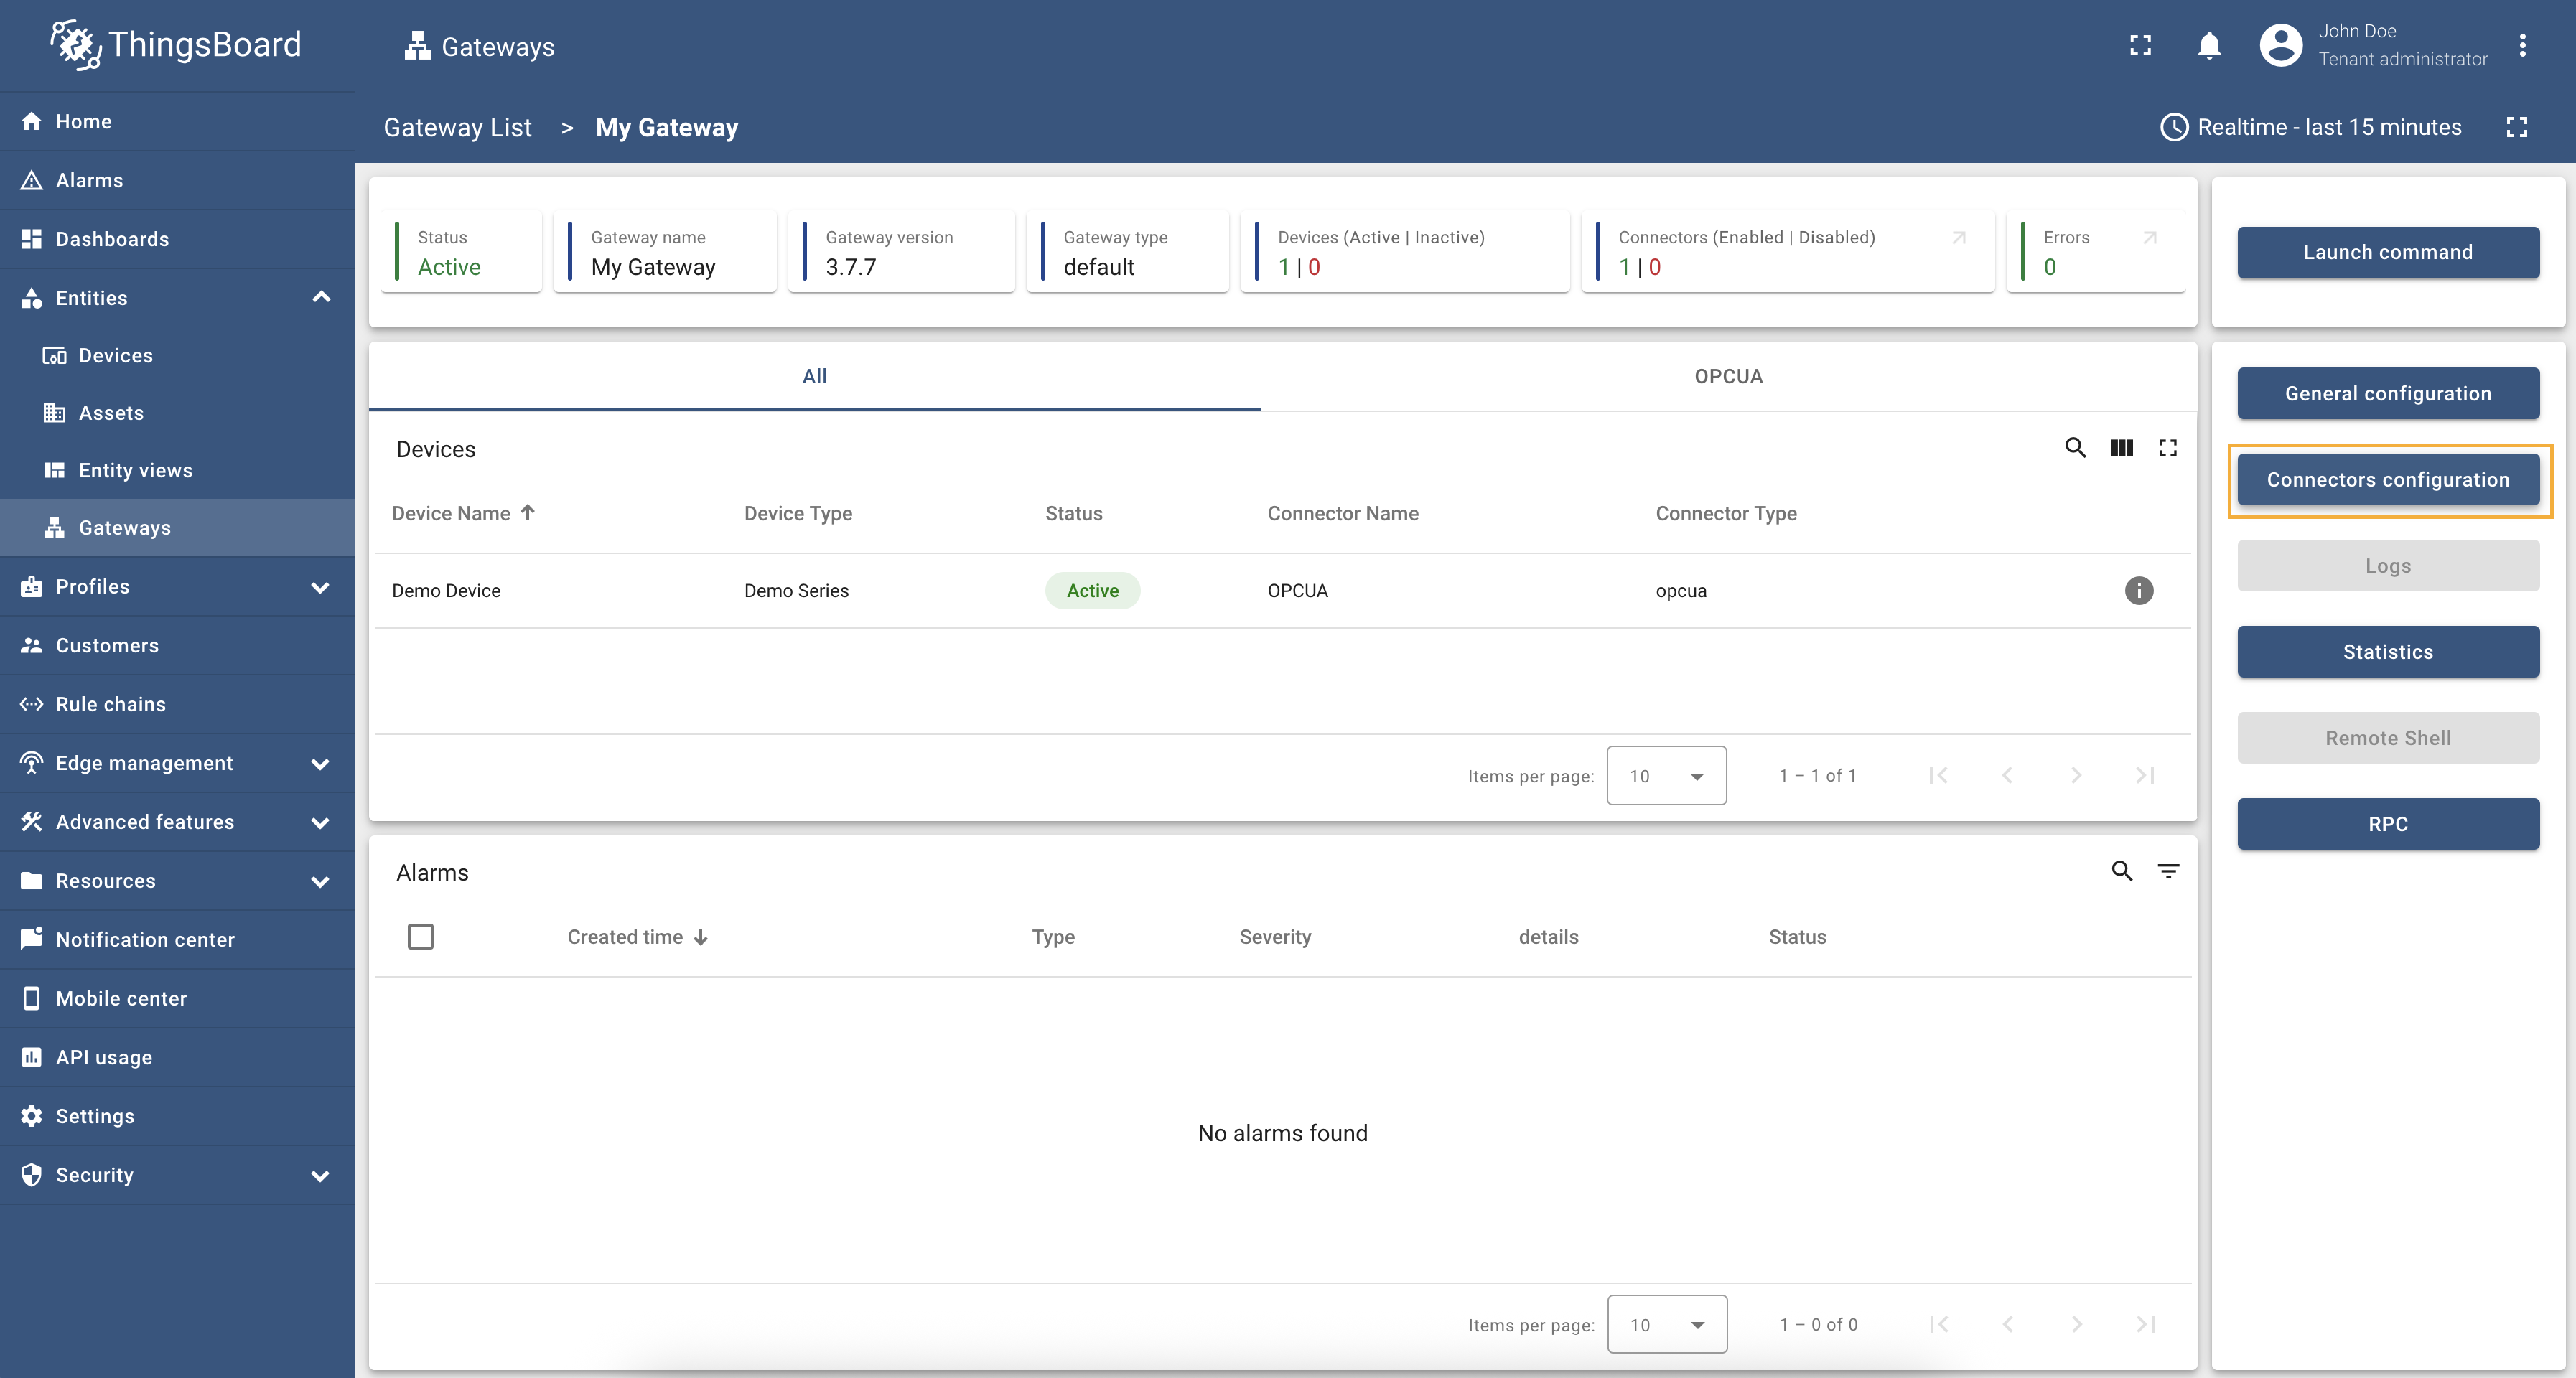 ThingsBoard
Gateways
John Doe
Tenant administrator
Gateway List > My Gateway
Realtime - last 15 minutes
Home
Alarms
Dashboards
Entities
Devices
Assets
Entity views
Gateways
Profiles
Customers
Rule chains
Edge management
Advanced features
Resources
Notification center
Mobile center
API usage
Settings
Security
Status
Active
Gateway name
My Gateway
Gateway version
3.7.7
Gateway type
default
Devices (Active | Inactive)
1 | 0
Connectors (Enabled | Disabled)
1 | 0
Errors
0
Launch command
All
OPCUA
Devices
Device Name Device Type Status Connector Name Connector Type
Demo Device Demo Series Active OPCUA opcua
Items per page: 10 1 – 1 of 1
Alarms
Created time Type Severity details Status
No alarms found
Items per page: 10 1 – 0 of 0
General configuration
Connectors configuration
Logs
Statistics
Remote Shell
RPC